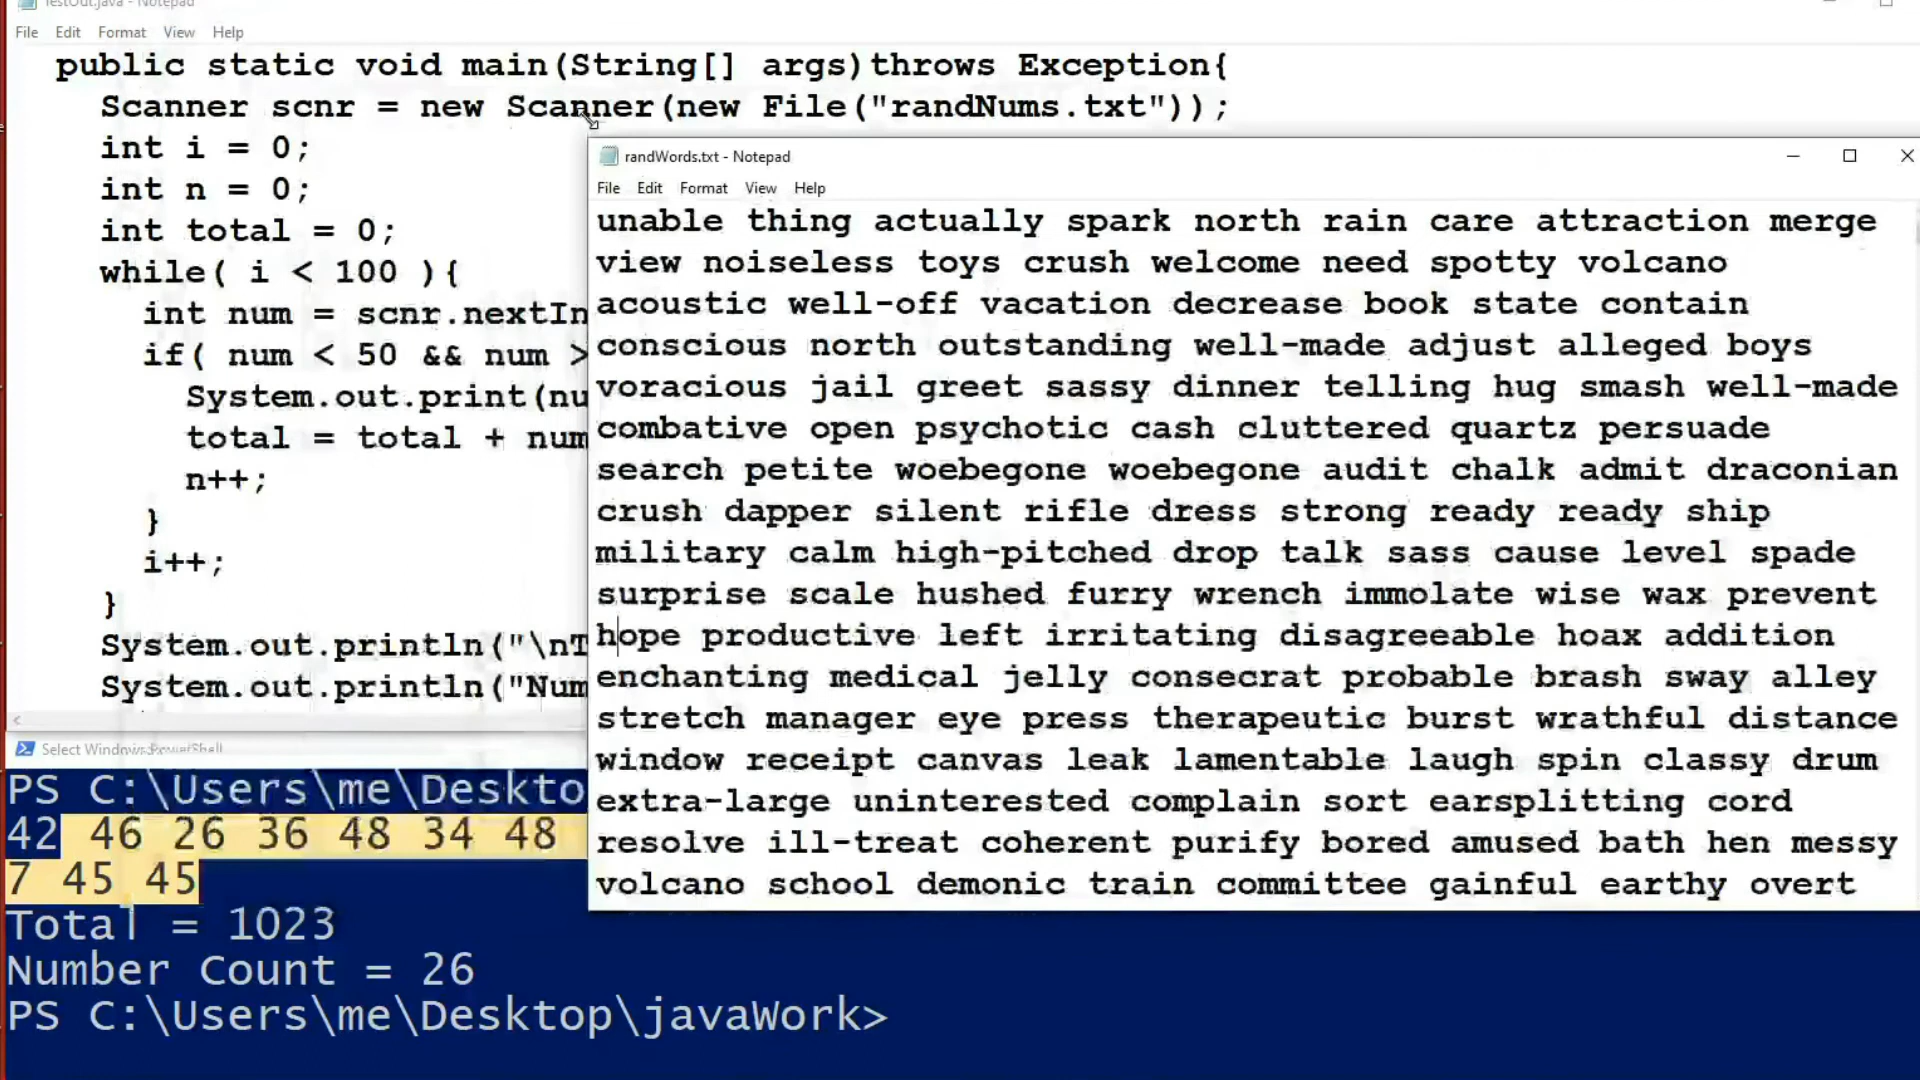 TestOut.java - Notepad
File Edit Format View Help
public static void main(String[] args)throws Exception{
Scanner scnr = new Scanner(new File("randNums.txt"));
int i = 0;
int n = 0;
int total = 0;
while( i < 100 ){
int num = scnr.nextIn
if( num < 50 && num >
System.out.print(nu
total = total + num
n++;
}
i++;
}
System.out.println("\nT
System.out.println("Num
randWords.txt - Notepad
File Edit Format View Help
unable thing actually spark north rain care attraction merge
view noiseless toys crush welcome need spotty volcano
acoustic well-off vacation decrease book state contain
conscious north outstanding well-made adjust alleged boys
voracious jail greet sassy dinner telling hug smash well-made
combative open psychotic cash cluttered quartz persuade
search petite woebegone woebegone audit chalk admit draconian
crush dapper silent rifle dress strong ready ready ship
military calm high-pitched drop talk sass cause level spade
surprise scale hushed furry wrench immolate wise wax prevent
hope productive left irritating disagreeable hoax addition
enchanting medical jelly consecrat probable brash sway alley
stretch manager eye press therapeutic burst wrathful distance
window receipt canvas leak lamentable laugh spin classy drum
extra-large uninterested complain sort earsplitting cord
resolve ill-treat coherent purify bored amused bath hen messy
volcano school demonic train committee gainful earthy overt
Select Windows PowerShell
PS C:\Users\me\Deskto
42 46 26 36 48 34 48
7 45 45
Total = 1023
Number Count = 26
PS C:\Users\me\Desktop\javaWork>